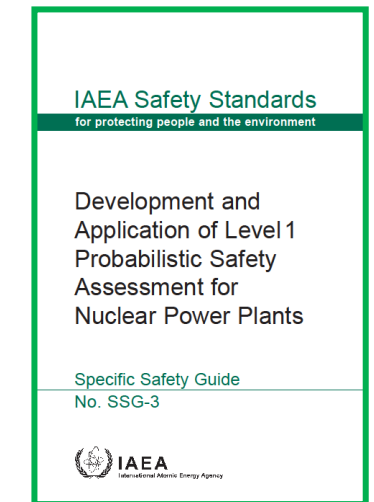 IAEA Safety Standards
for protecting people and the environment
Development and
Application of Level 1
Probabilistic Safety
Assessment for
Nuclear Power Plants
Specific Safety Guide
No. SSG-3
IAEA
International Atomic Energy Agency